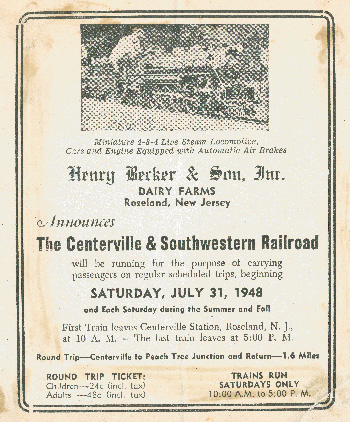 Miniature 4-8-4 Live Steam Locomotive,
Cars and Engine Equipped with Automatic Air Brakes
Henry Becker & Son, Inc.
DAIRY FARMS
Roseland, New Jersey
Announces
The Centerville & Southwestern Railroad
will be running for the purpose of carrying
passengers on regular scheduled trips, beginning
SATURDAY, JULY 31, 1948
and Each Saturday during the Summer and Fall
First Train leaves Centerville Station, Roseland, N. J.,
at 10 A. M. - The last train leaves at 5:00 P. M.
Round Trip—Centerville to Peach Tree Junction and Return—1.6 Miles
ROUND TRIP TICKET:
Children---24c (incl. tax)
Adults ---48c (incl. tax)
TRAINS RUN
SATURDAYS ONLY
10:00 A.M. to 5:00 P. M.